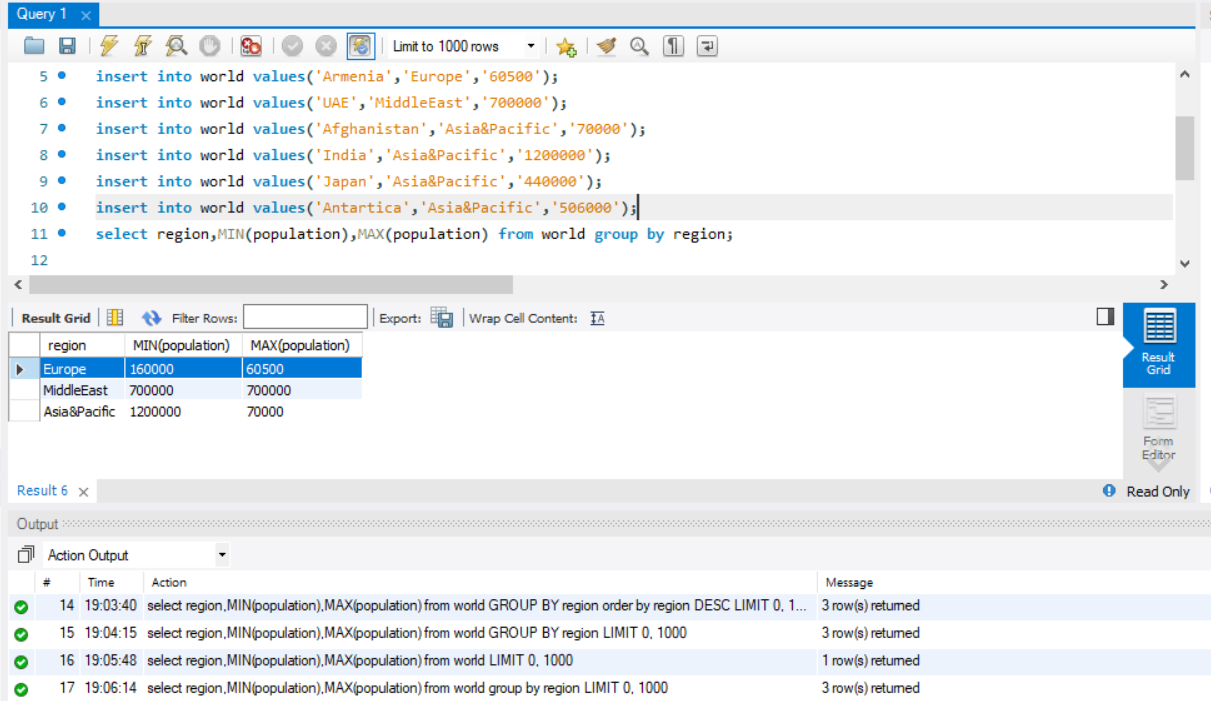 Query 1
Limit to 1000 rows
5 insert into world values('Armenia','Europe','60500');
6 insert into world values('UAE','MiddleEast','700000');
7 insert into world values('Afghanistan','Asia&Pacific','70000');
8 insert into world values('India','Asia&Pacific','1200000');
9 insert into world values('Japan','Asia&Pacific','440000');
10 insert into world values('Antartica','Asia&Pacific','506000');
11 select region,MIN(population),MAX(population) from world group by region;
12
Result Grid Filter Rows: Export: Wrap Cell Content: IA
region MIN(population) MAX(population)
Europe 160000 60500
MiddleEast 700000 700000
Asia&Pacific 1200000 70000
Result Grid
Form Editor
Result 6 Read Only
Output
Action Output
# Time Action Message
14 19:03:40 select region,MIN(population),MAX(population) from world GROUP BY region order by region DESC LIMIT 0, 1... 3 row(s) returned
15 19:04:15 select region,MIN(population),MAX(population) from world GROUP BY region LIMIT 0, 1000 3 row(s) returned
16 19:05:48 select region,MIN(population),MAX(population) from world LIMIT 0, 1000 1 row(s) returned
17 19:06:14 select region,MIN(population),MAX(population) from world group by region LIMIT 0, 1000 3 row(s) returned